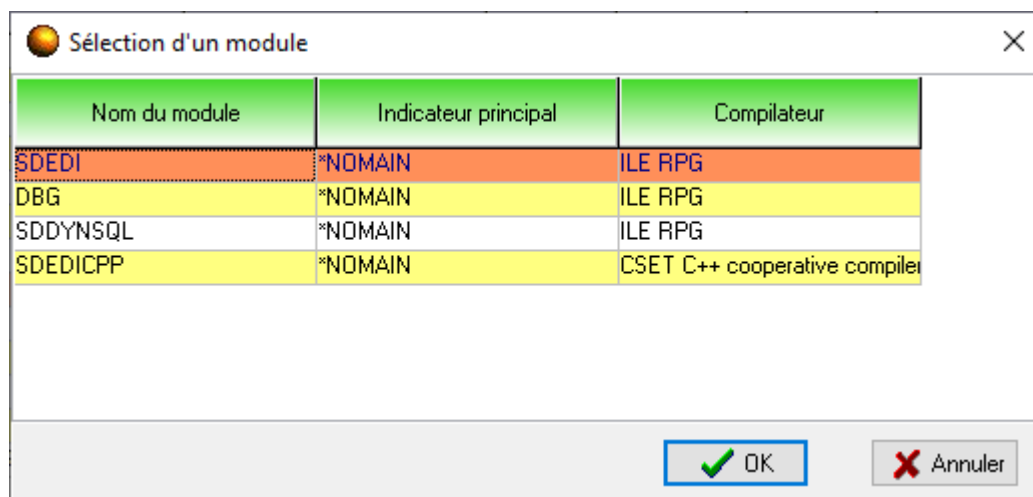 Sélection d'un module
Nom du module Indicateur principal Compilateur
SDEDI *NOMAIN ILE RPG
DBG *NOMAIN ILE RPG
SDDYNSQL *NOMAIN ILE RPG
SDEDICPP *NOMAIN CSET C++ cooperative compiler
OK Annuler